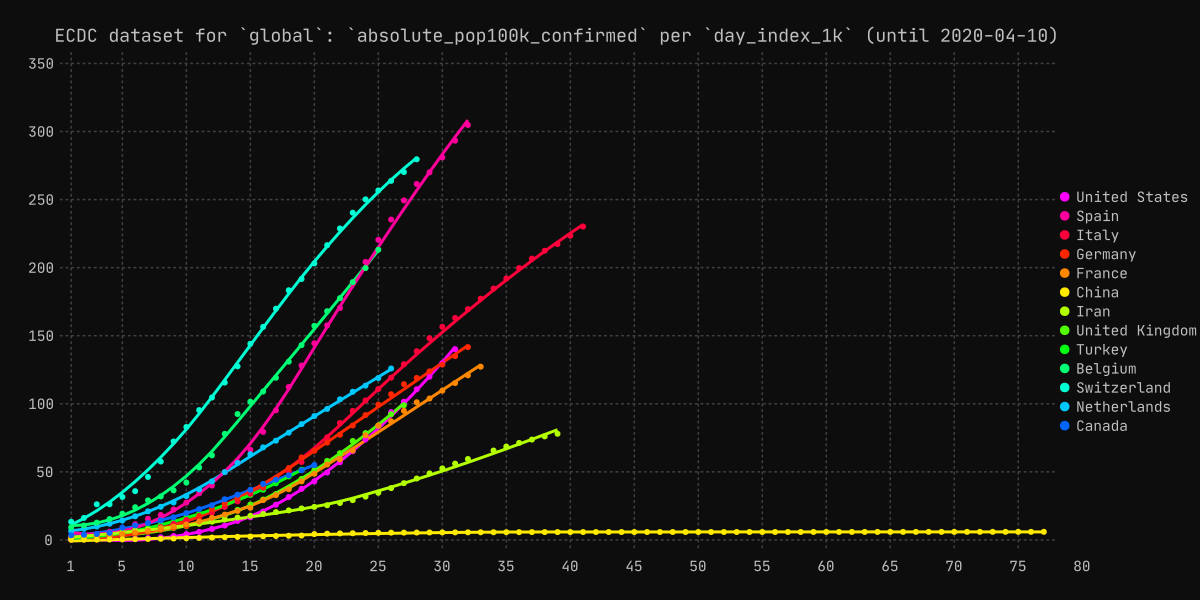 ECDC dataset for `global`: `absolute_pop100k_confirmed` per `day_index_1k` (until 2020-04-10)
350
300
250
200
150
100
50
0
1 5 10 15 20 25 30 35 40 45 50 55 60 65 70 75 80
United States
Spain
Italy
Germany
France
China
Iran
United Kingdom
Turkey
Belgium
Switzerland
Netherlands
Canada